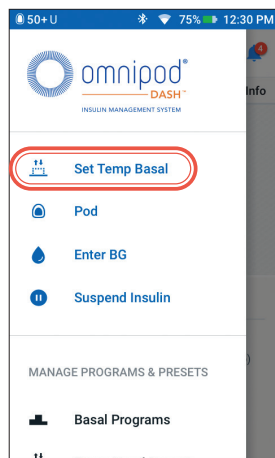 50+ U 75% 12:30 PM
4
omnipod®
DASH™
INSULIN MANAGEMENT SYSTEM
Info
Set Temp Basal
Pod
Enter BG
Suspend Insulin
MANAGE PROGRAMS & PRESETS
)
Basal Programs